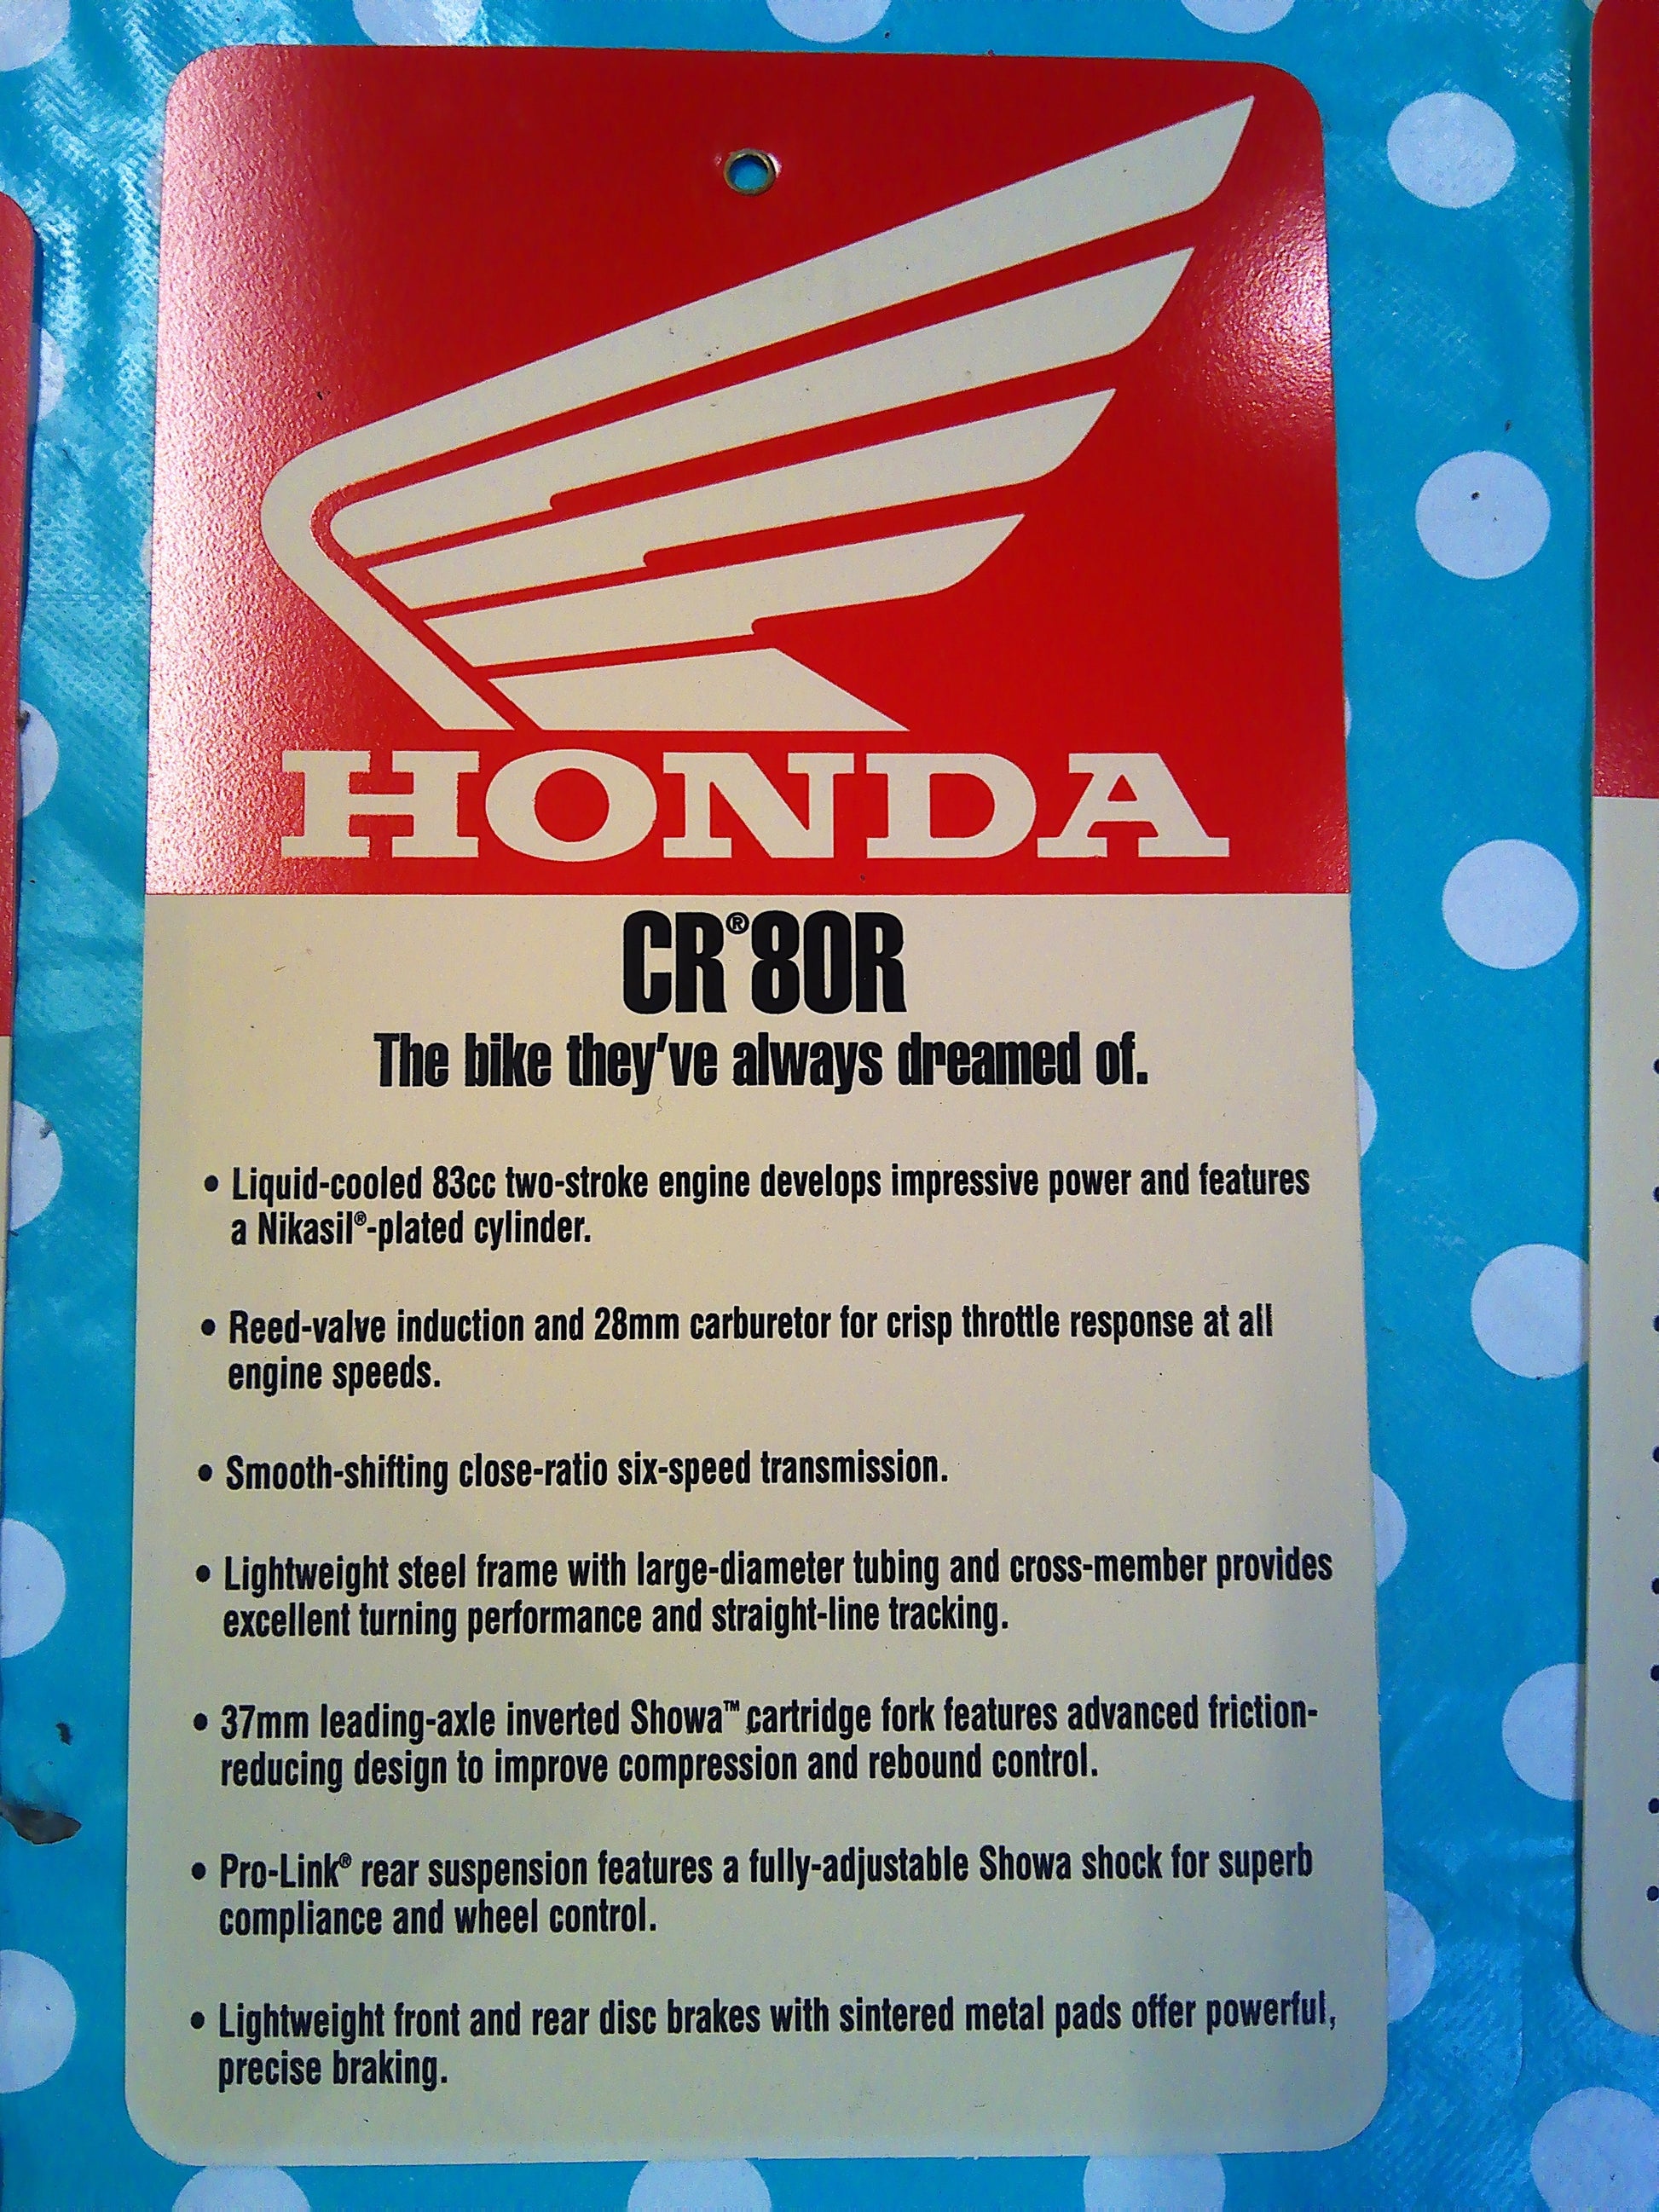 HONDA
CR®80R
The bike they've always dreamed of.
• Liquid-cooled 83cc two-stroke engine develops impressive power and features
a Nikasil®-plated cylinder.
• Reed-valve induction and 28mm carburetor for crisp throttle response at all
engine speeds.
• Smooth-shifting close-ratio six-speed transmission.
• Lightweight steel frame with large-diameter tubing and cross-member provides
excellent turning performance and straight-line tracking.
• 37mm leading-axle inverted Showa™ cartridge fork features advanced friction-
reducing design to improve compression and rebound control.
• Pro-Link® rear suspension features a fully-adjustable Showa shock for superb
compliance and wheel control.
• Lightweight front and rear disc brakes with sintered metal pads offer powerful,
precise braking.